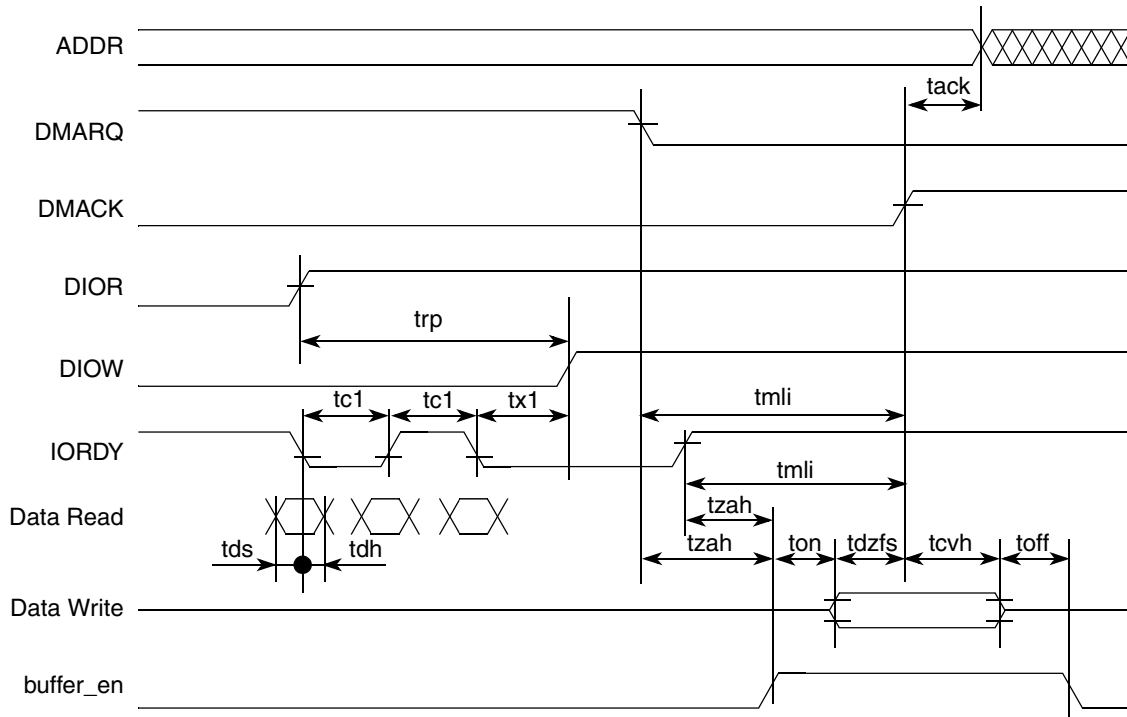 ADDR
tack
DMARQ
DMACK
DIOR
trp
DIOW
tc1 tc1 tx1
tmli
IORDY
tmli
tzah
Data Read
tds tdh
tzah ton tdzfs tcvh toff
Data Write
buffer_en